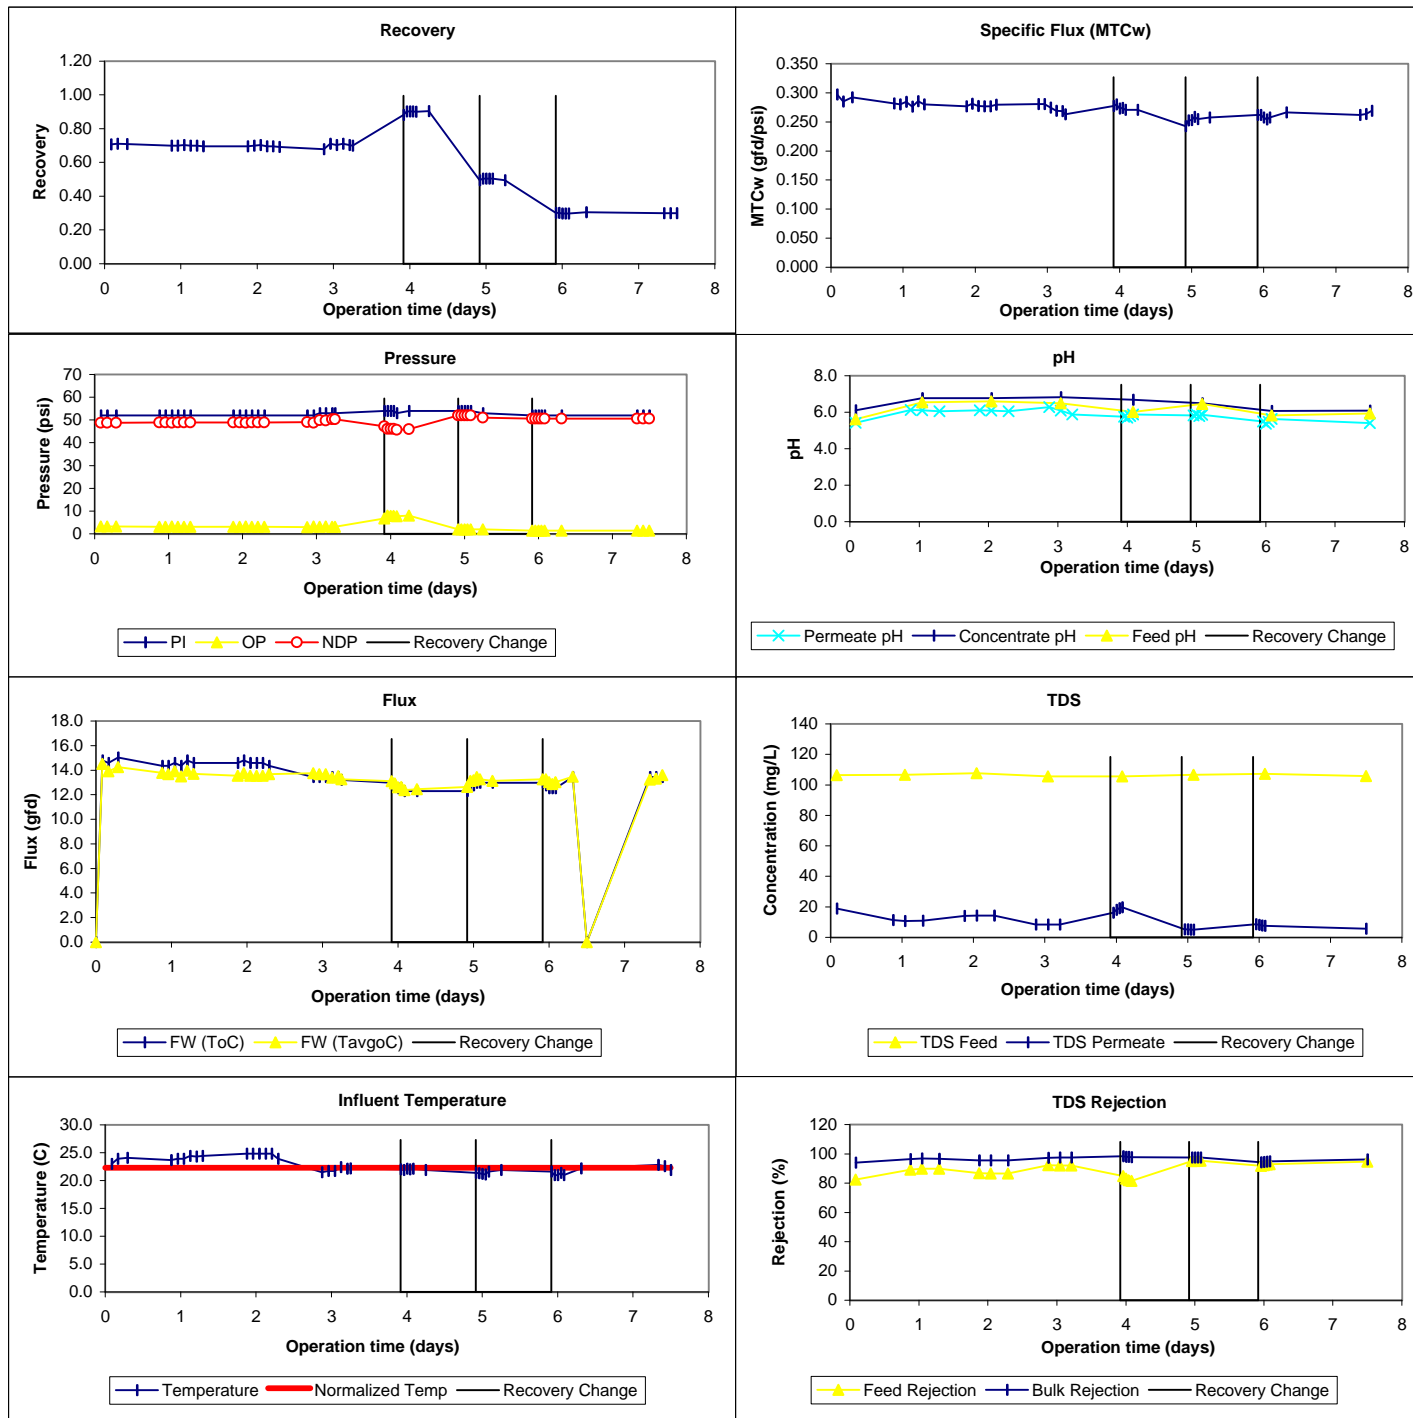 Recovery
1.20
1.00
0.80
0.60
0.40
0.20
0.00
Recovery
0 1 2 3 4 5 6 7 8
Operation time (days)
Specific Flux (MTCw)
0.350
0.300
0.250
0.200
0.150
0.100
0.050
0.000
MTCw (gfd/psi)
0 1 2 3 4 5 6 7 8
Operation time (days)
Pressure
70
60
50
40
30
20
10
0
Pressure (psi)
0 1 2 3 4 5 6 7 8
Operation time (days)
PI OP NDP Recovery Change
pH
8.0
6.0
4.0
2.0
0.0
pH
0 1 2 3 4 5 6 7 8
Operation time (days)
Permeate pH Concentrate pH Feed pH Recovery Change
Flux
18.0
16.0
14.0
12.0
10.0
8.0
6.0
4.0
2.0
0.0
Flux (gfd)
0 1 2 3 4 5 6 7 8
Operation time (days)
FW (ToC) FW (TavgoC) Recovery Change
TDS
140
120
100
80
60
40
20
0
Concentration (mg/L)
0 1 2 3 4 5 6 7 8
Operation time (days)
TDS Feed TDS Permeate Recovery Change
Influent Temperature
30.0
25.0
20.0
15.0
10.0
5.0
0.0
Temperature (C)
0 1 2 3 4 5 6 7 8
Operation time (days)
Temperature Normalized Temp Recovery Change
TDS Rejection
120
100
80
60
40
20
0
Rejection (%)
0 1 2 3 4 5 6 7 8
Operation time (days)
Feed Rejection Bulk Rejection Recovery Change